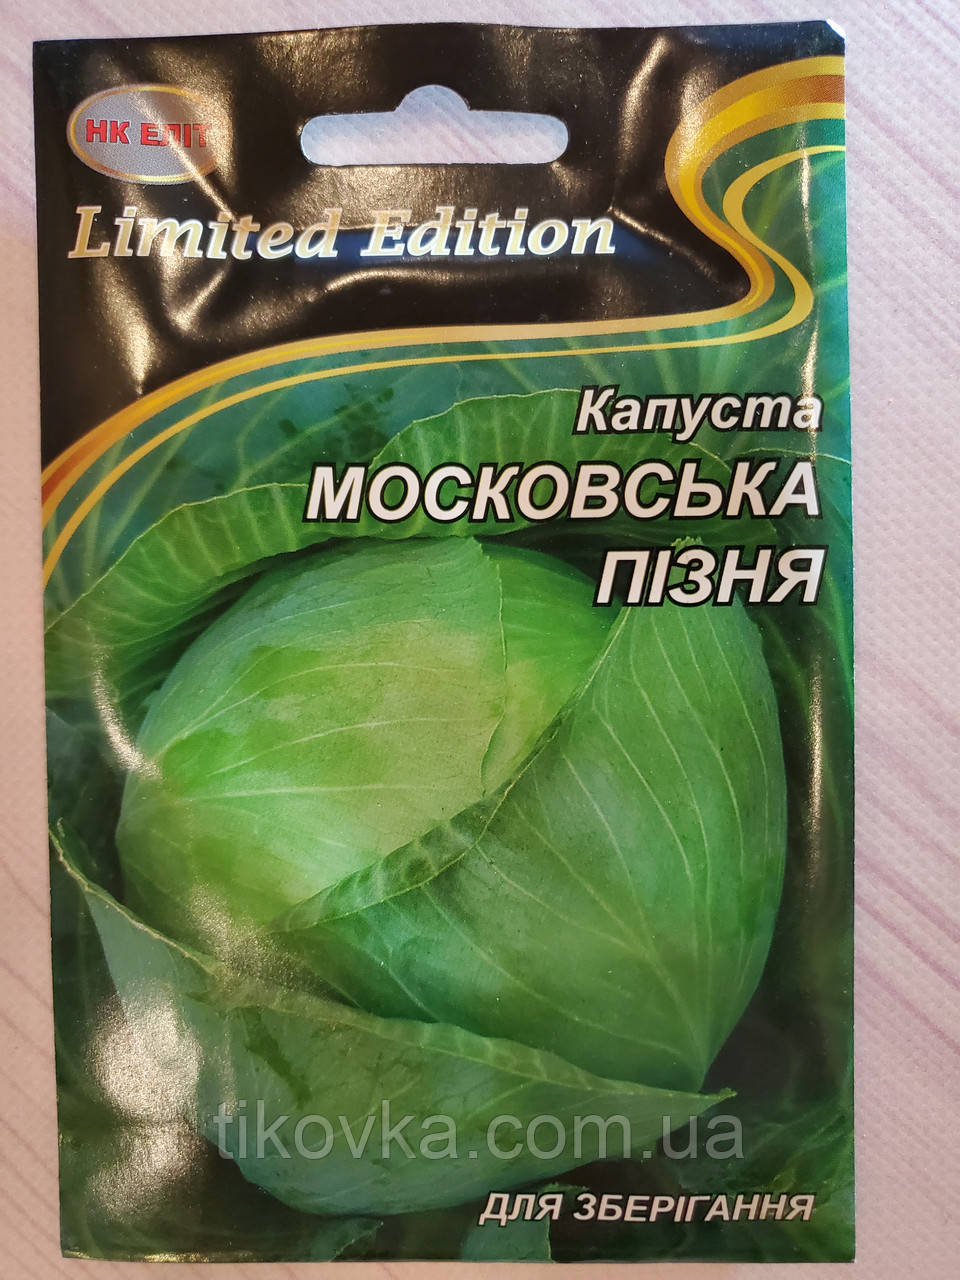 НК ЕЛІТ
Limited Edition
Капуста
МОСКОВСЬКА
ПІЗНЯ
tikovka.com.ua
ДЛЯ ЗБЕРІГАННЯ